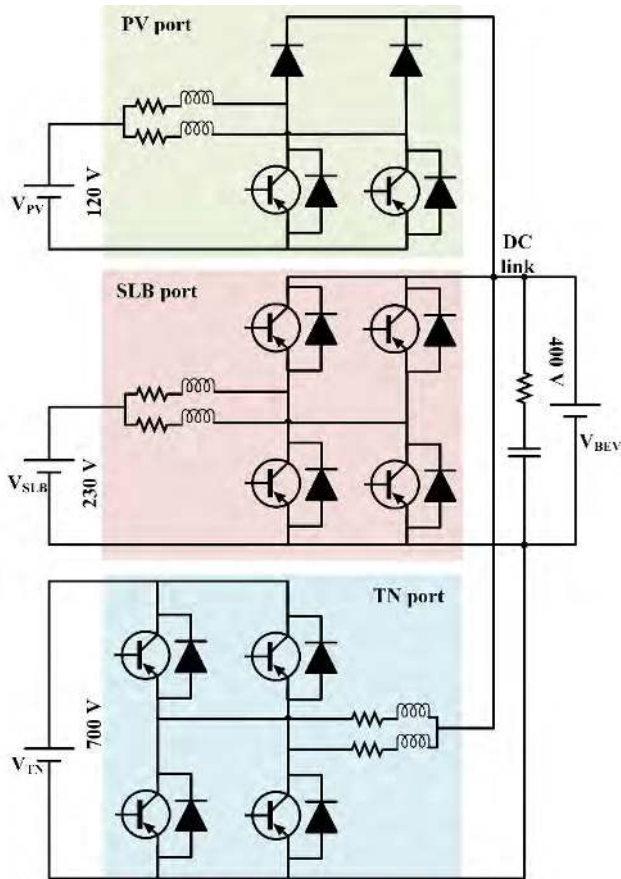 PV port
V_PV
120 V
DC
link
SLB port
V_SLB
230 V
400 V
V_BEV
TN port
V_TN
700 V